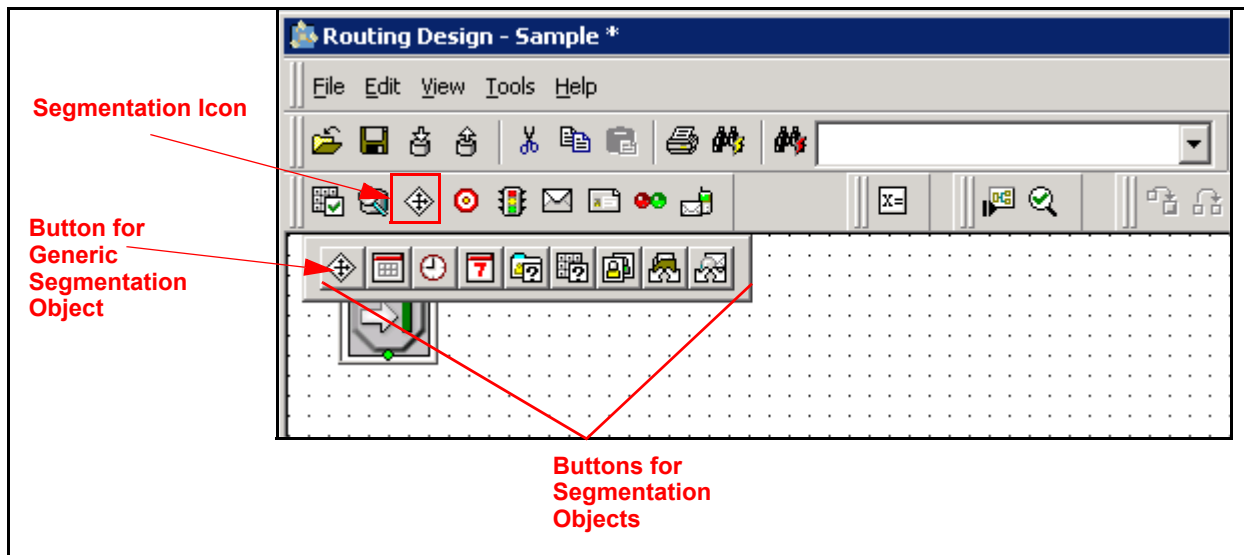 Routing Design - Sample *
File Edit View Tools Help
Segmentation Icon
X=
Button for
Generic
Segmentation
Object
7
Buttons for
Segmentation
Objects